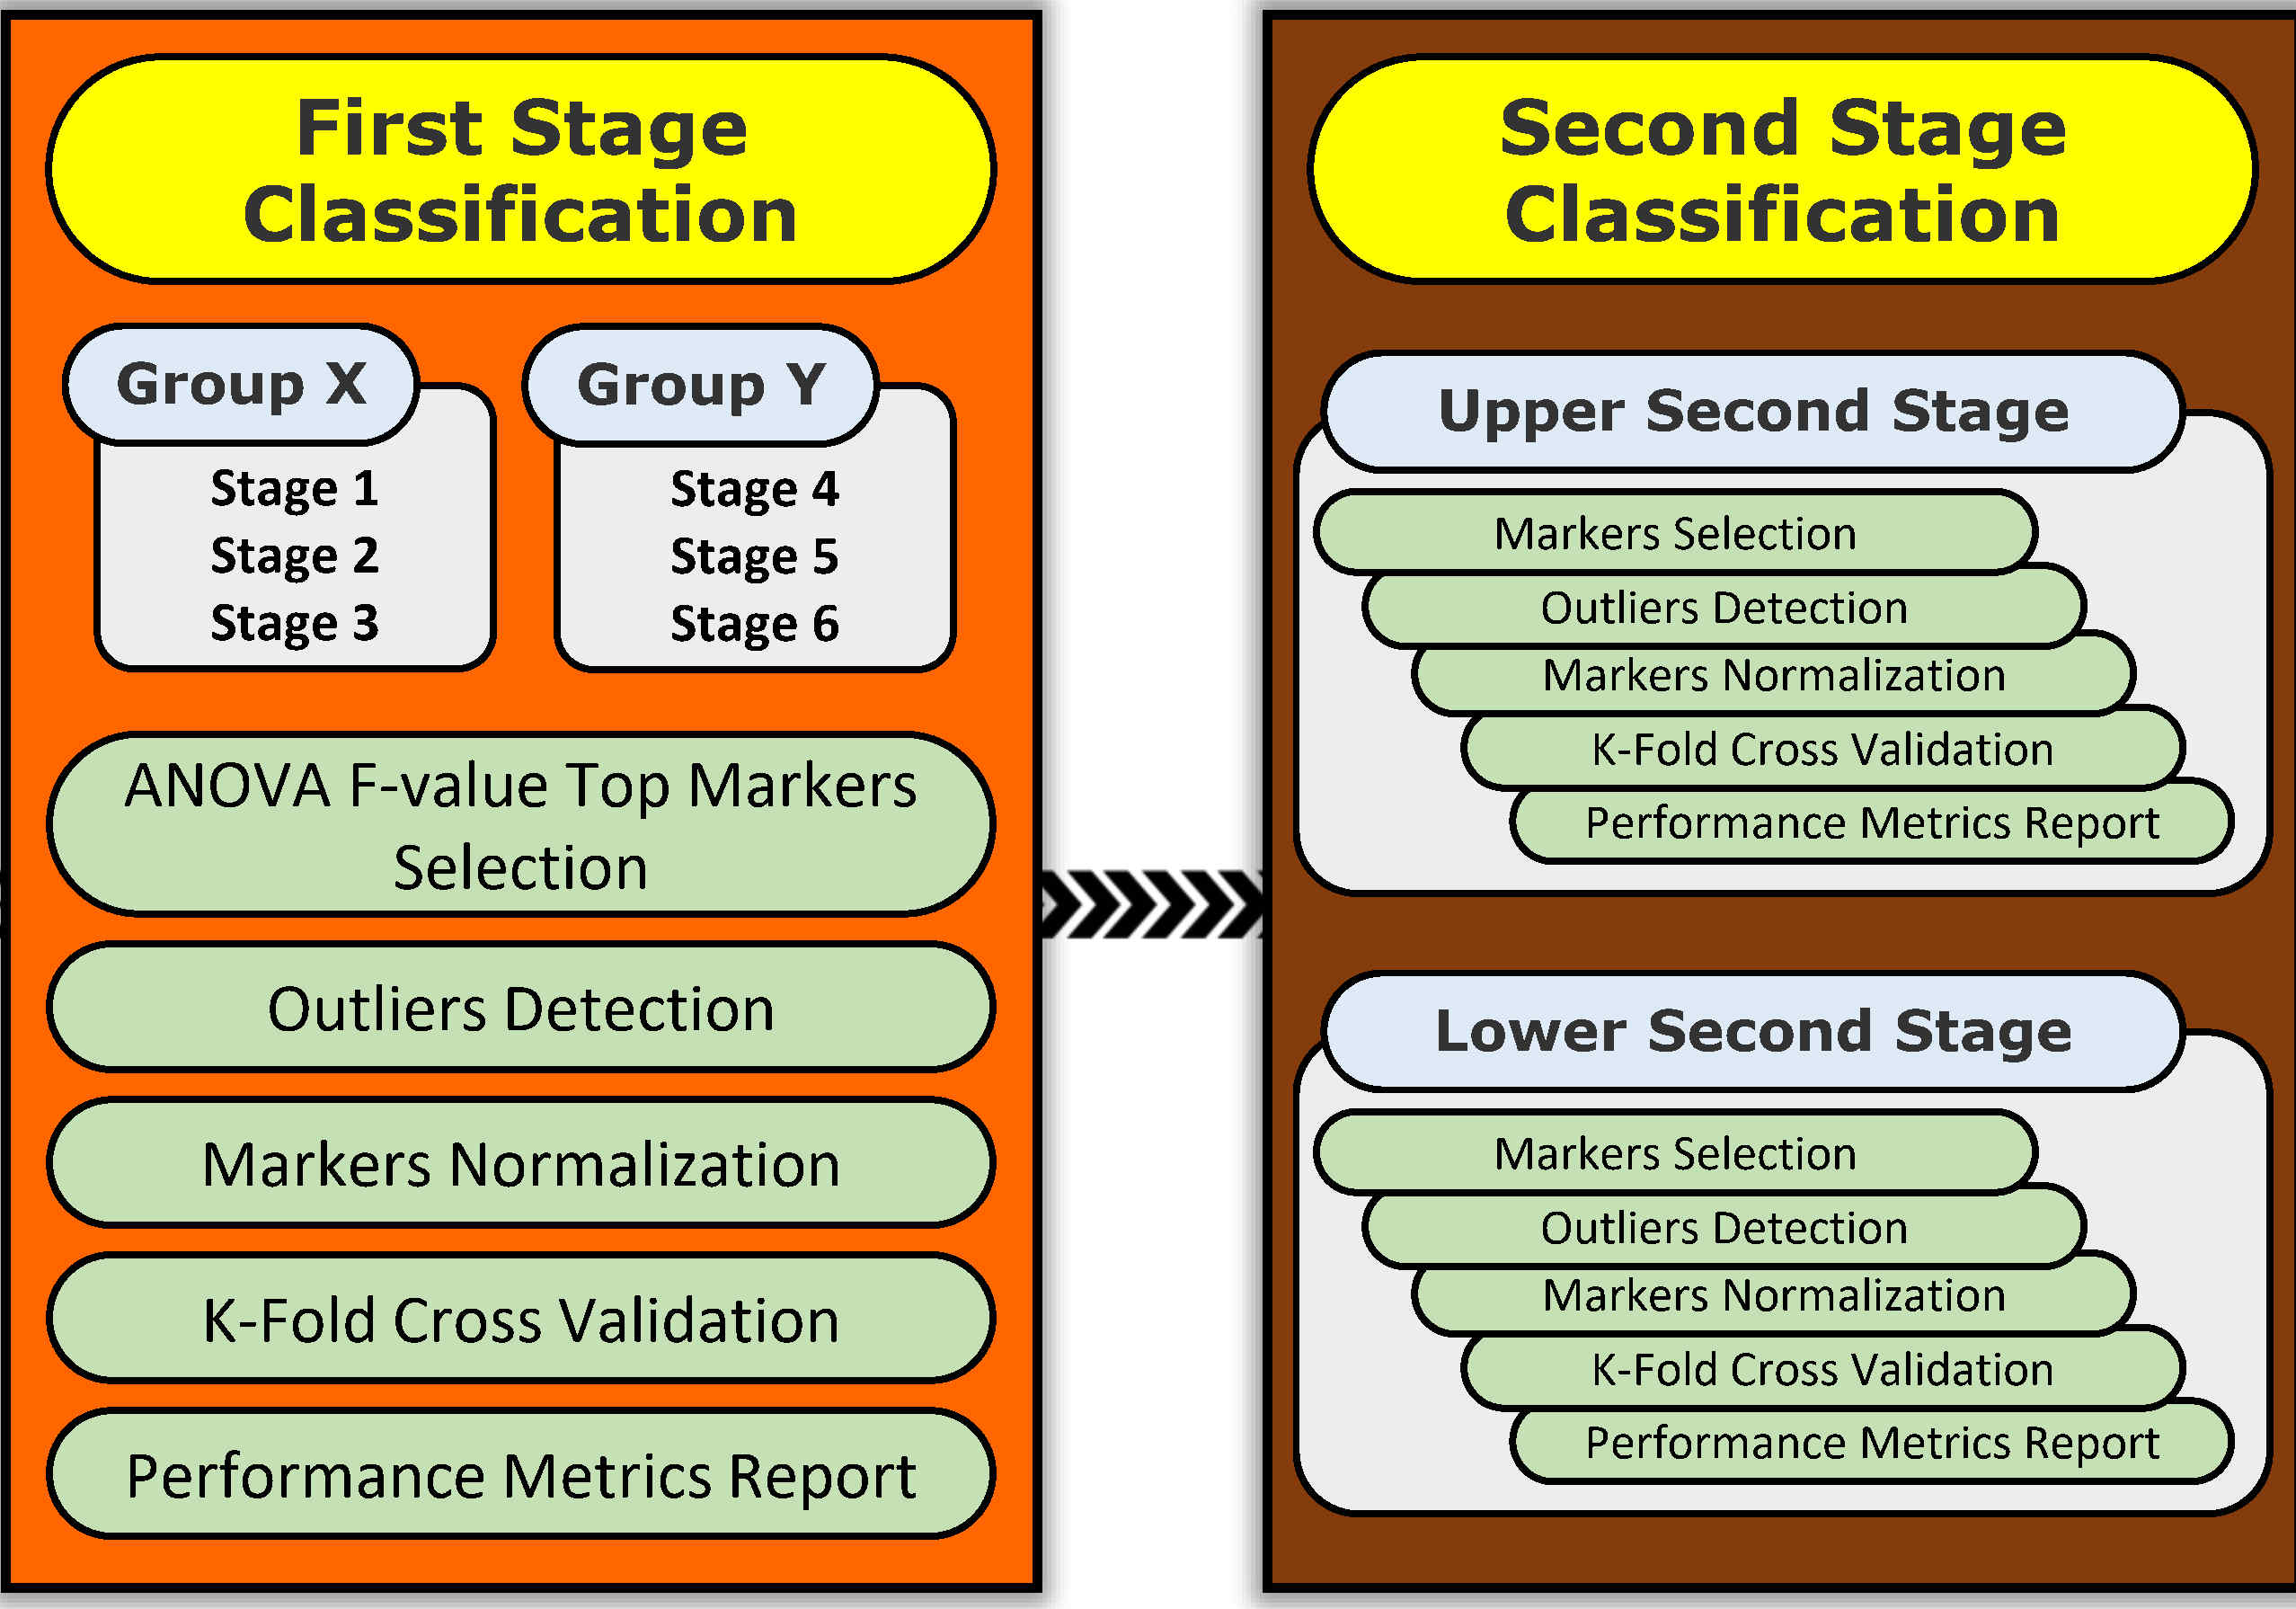 First Stage
Classification
Group X
Stage 1
Stage 2
Stage 3
Group Y
Stage 4
Stage 5
Stage 6
ANOVA F-value Top Markers
Selection
Outliers Detection
Markers Normalization
K-Fold Cross Validation
Performance Metrics Report
Second Stage
Classification
Upper Second Stage
Markers Selection
Outliers Detection
Markers Normalization
K-Fold Cross Validation
Performance Metrics Report
Lower Second Stage
Markers Selection
Outliers Detection
Markers Normalization
K-Fold Cross Validation
Performance Metrics Report